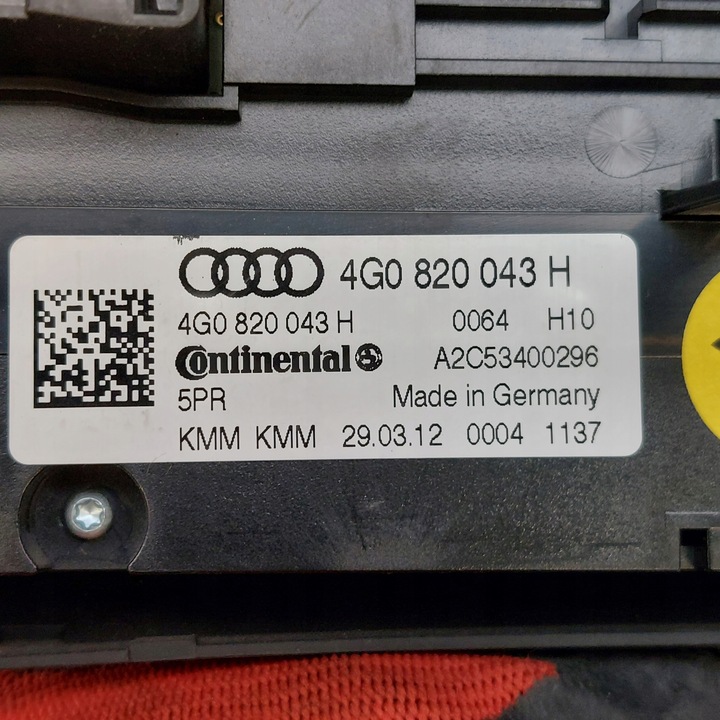 4G0 820 043 H
4G0 820 043 H 0064 H10
Continental A2C53400296
5PR Made in Germany
KMM KMM 29.03.12 0004 1137